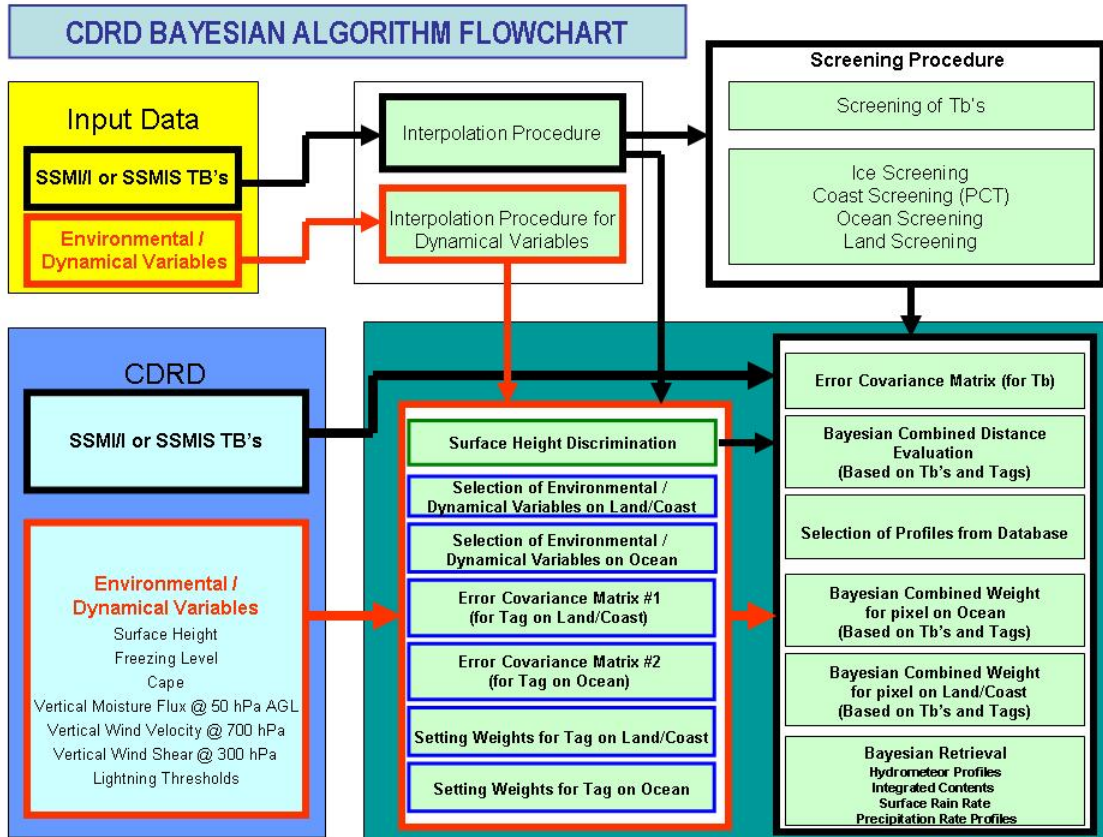 CDRD BAYESIAN ALGORITHM FLOWCHART
Input Data
SSMI/I or SSMIS TB's
Environmental /
Dynamical Variables
Interpolation Procedure
Interpolation Procedure for
Dynamical Variables
Screening Procedure
Screening of Tb's
Ice Screening
Coast Screening (PCT)
Ocean Screening
Land Screening
CDRD
SSMI/I or SSMIS TB's
Environmental /
Dynamical Variables
Surface Height
Freezing Level
Cape
Vertical Moisture Flux @ 50 hPa AGL
Vertical Wind Velocity @ 700 hPa
Vertical Wind Shear @ 300 hPa
Lightning Thresholds
Surface Height Discrimination
Selection of Environmental /
Dynamical Variables on Land/Coast
Selection of Environmental /
Dynamical Variables on Ocean
Error Covariance Matrix #1
(for Tag on Land/Coast)
Error Covariance Matrix #2
(for Tag on Ocean)
Setting Weights for Tag on Land/Coast
Setting Weights for Tag on Ocean
Error Covariance Matrix (for Tb)
Bayesian Combined Distance
Evaluation
(Based on Tb's and Tags)
Selection of Profiles from Database
Bayesian Combined Weight
for pixel on Ocean
(Based on Tb's and Tags)
Bayesian Combined Weight
for pixel on Land/Coast
(Based on Tb's and Tags)
Bayesian Retrieval
Hydrometeor Profiles
Integrated Contents
Surface Rain Rate
Precipitation Rate Profiles